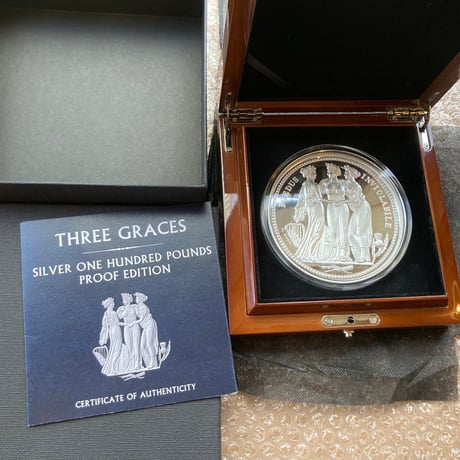 THREE GRACES
SILVER ONE HUNDRED POUNDS
PROOF EDITION
CERTIFICATE OF AUTHENTICITY
INVIOLABILE